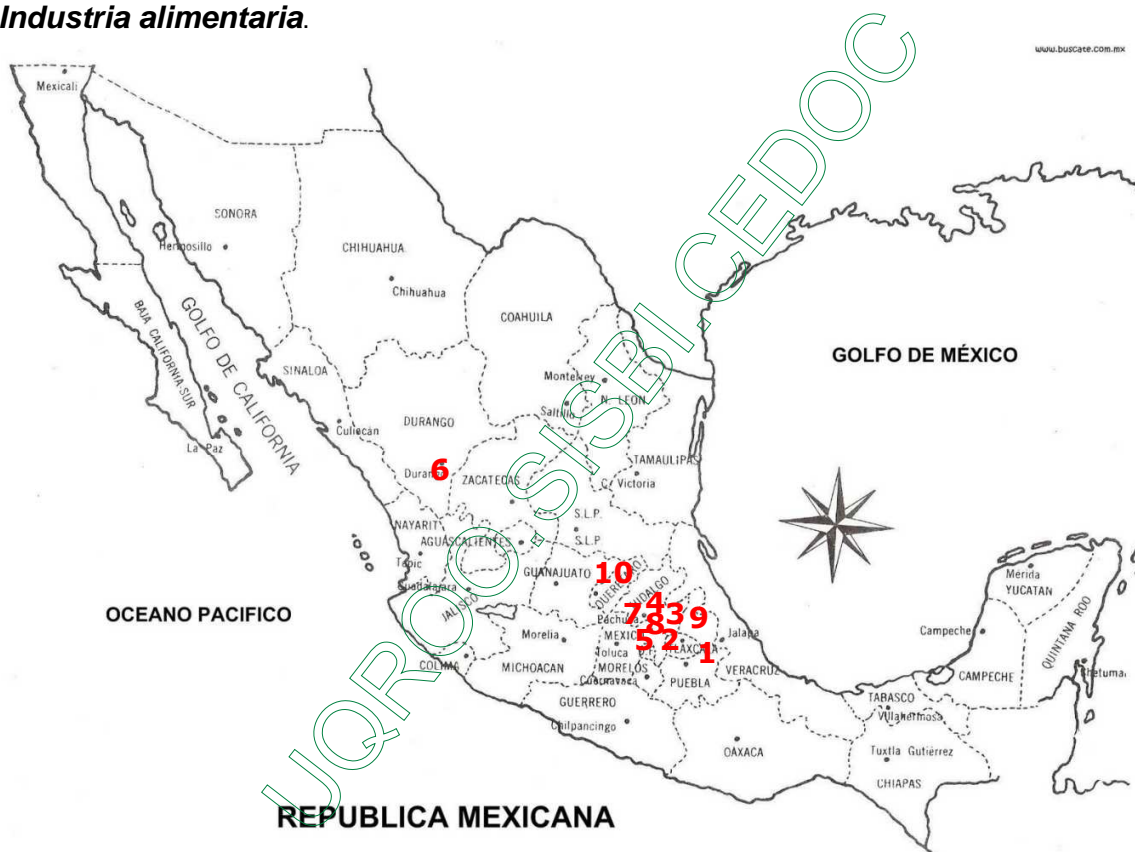 Industria alimentaria.
www.buscate.com.mx
Mexicali
SONORA
Hermosillo
CHIHUAHUA
Chihuahua
COAHUILA
BAJA CALIFORNIA SUR
GOLFO DE CALIFORNIA
SINALOA
GOLFO DE MÉXICO
Monterrey
N. LEON
Saltillo
DURANGO
Culiacán
La Paz
TAMAULIPAS
Durango
6
ZACATECAS
C. Victoria
S.L.P.
S.L.P.
NAYARIT
AGUASCALIENTES
Tepic
GUANAJUATO
10
QUERETARO
HIDALGO
Guadalajara
JALISCO
Mérida
YUCATAN
QUINTANA ROO
OCEANO PACIFICO
4
7
3
9
Pachuca
8
Morelia
MEXICO
5
2
Jalapa
Campeche
Toluca
D.F.
TLAXCALA
1
COLIMA
MICHOACAN
MORELOS
VERACRUZ
Cuernavaca
PUEBLA
CAMPECHE
Chetumal
GUERRERO
TABASCO
Villahermosa
Chilpancingo
OAXACA
Tuxtla Gutiérrez
CHIAPAS
REPUBLICA MEXICANA
UQROO.SISBI.CEDOC